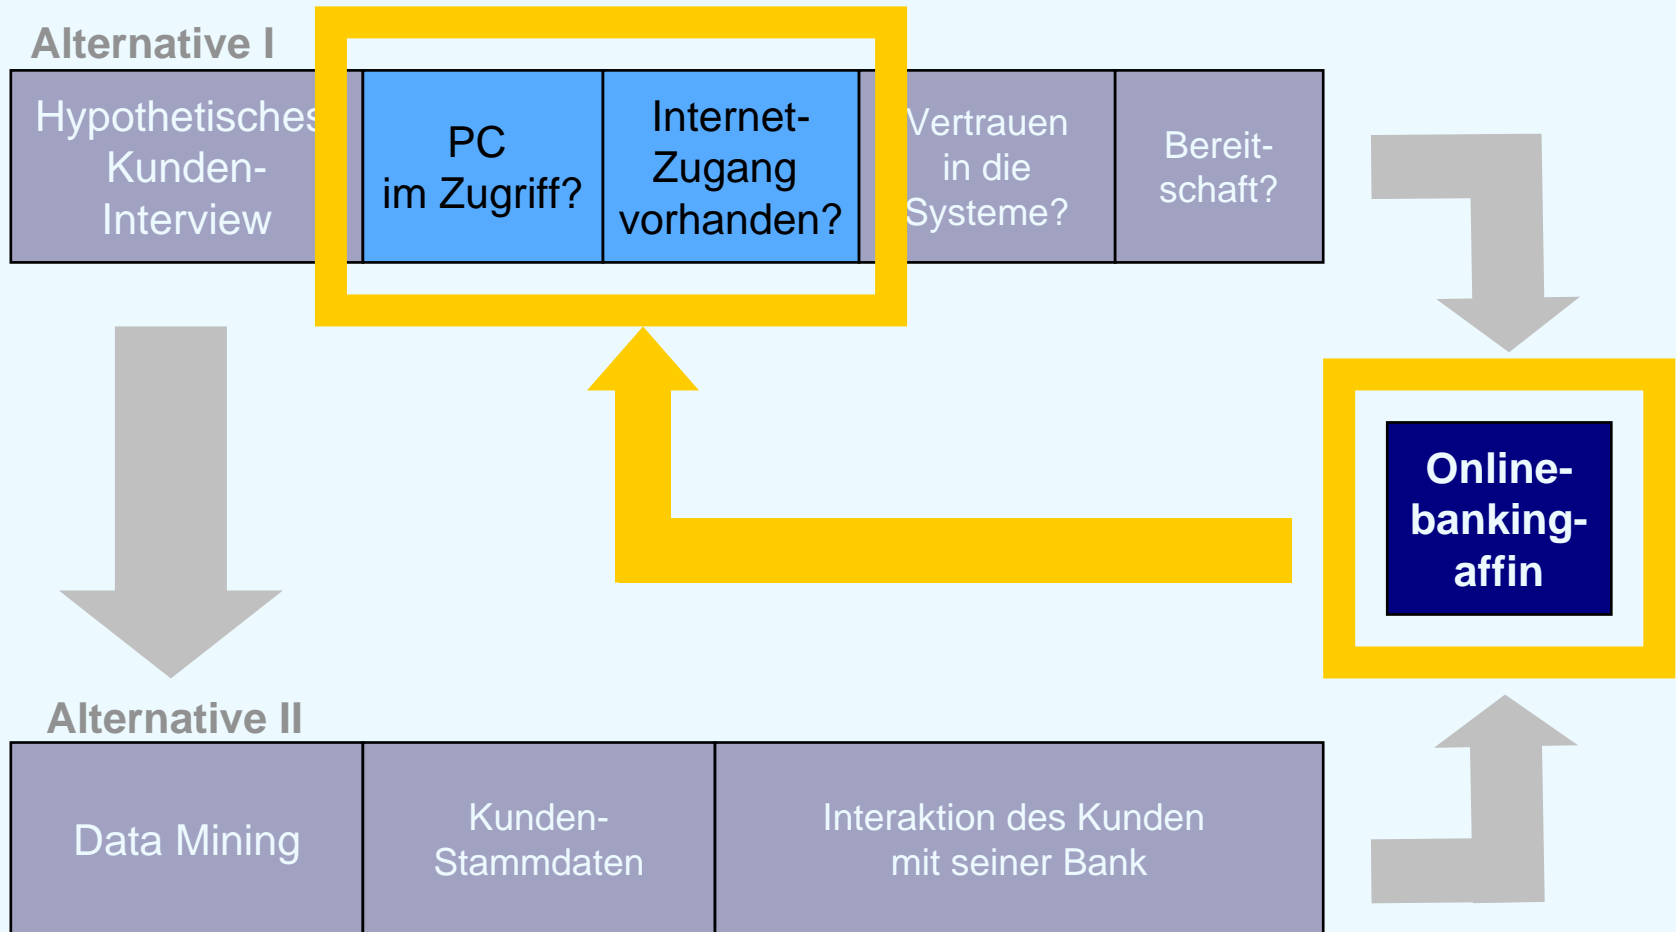 Alternative I
Hypothetisches
Kunden-
Interview
PC
im Zugriff?
Internet-
Zugang
vorhanden?
Vertrauen
in die
Systeme?
Bereit-
schaft?
Online-
banking-
affin
Alternative II
Data Mining
Kunden-
Stammdaten
Interaktion des Kunden
mit seiner Bank